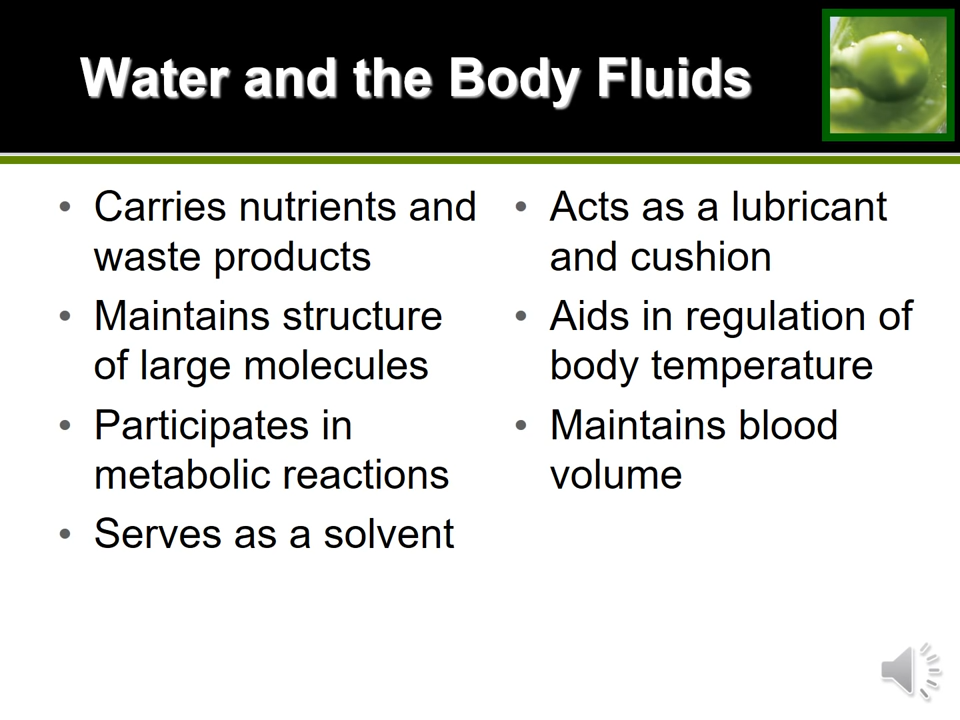 Water and the Body Fluids
• Carries nutrients and
waste products
• Maintains structure
of large molecules
• Participates in
metabolic reactions
• Serves as a solvent
• Acts as a lubricant
and cushion
• Aids in regulation of
body temperature
• Maintains blood
volume